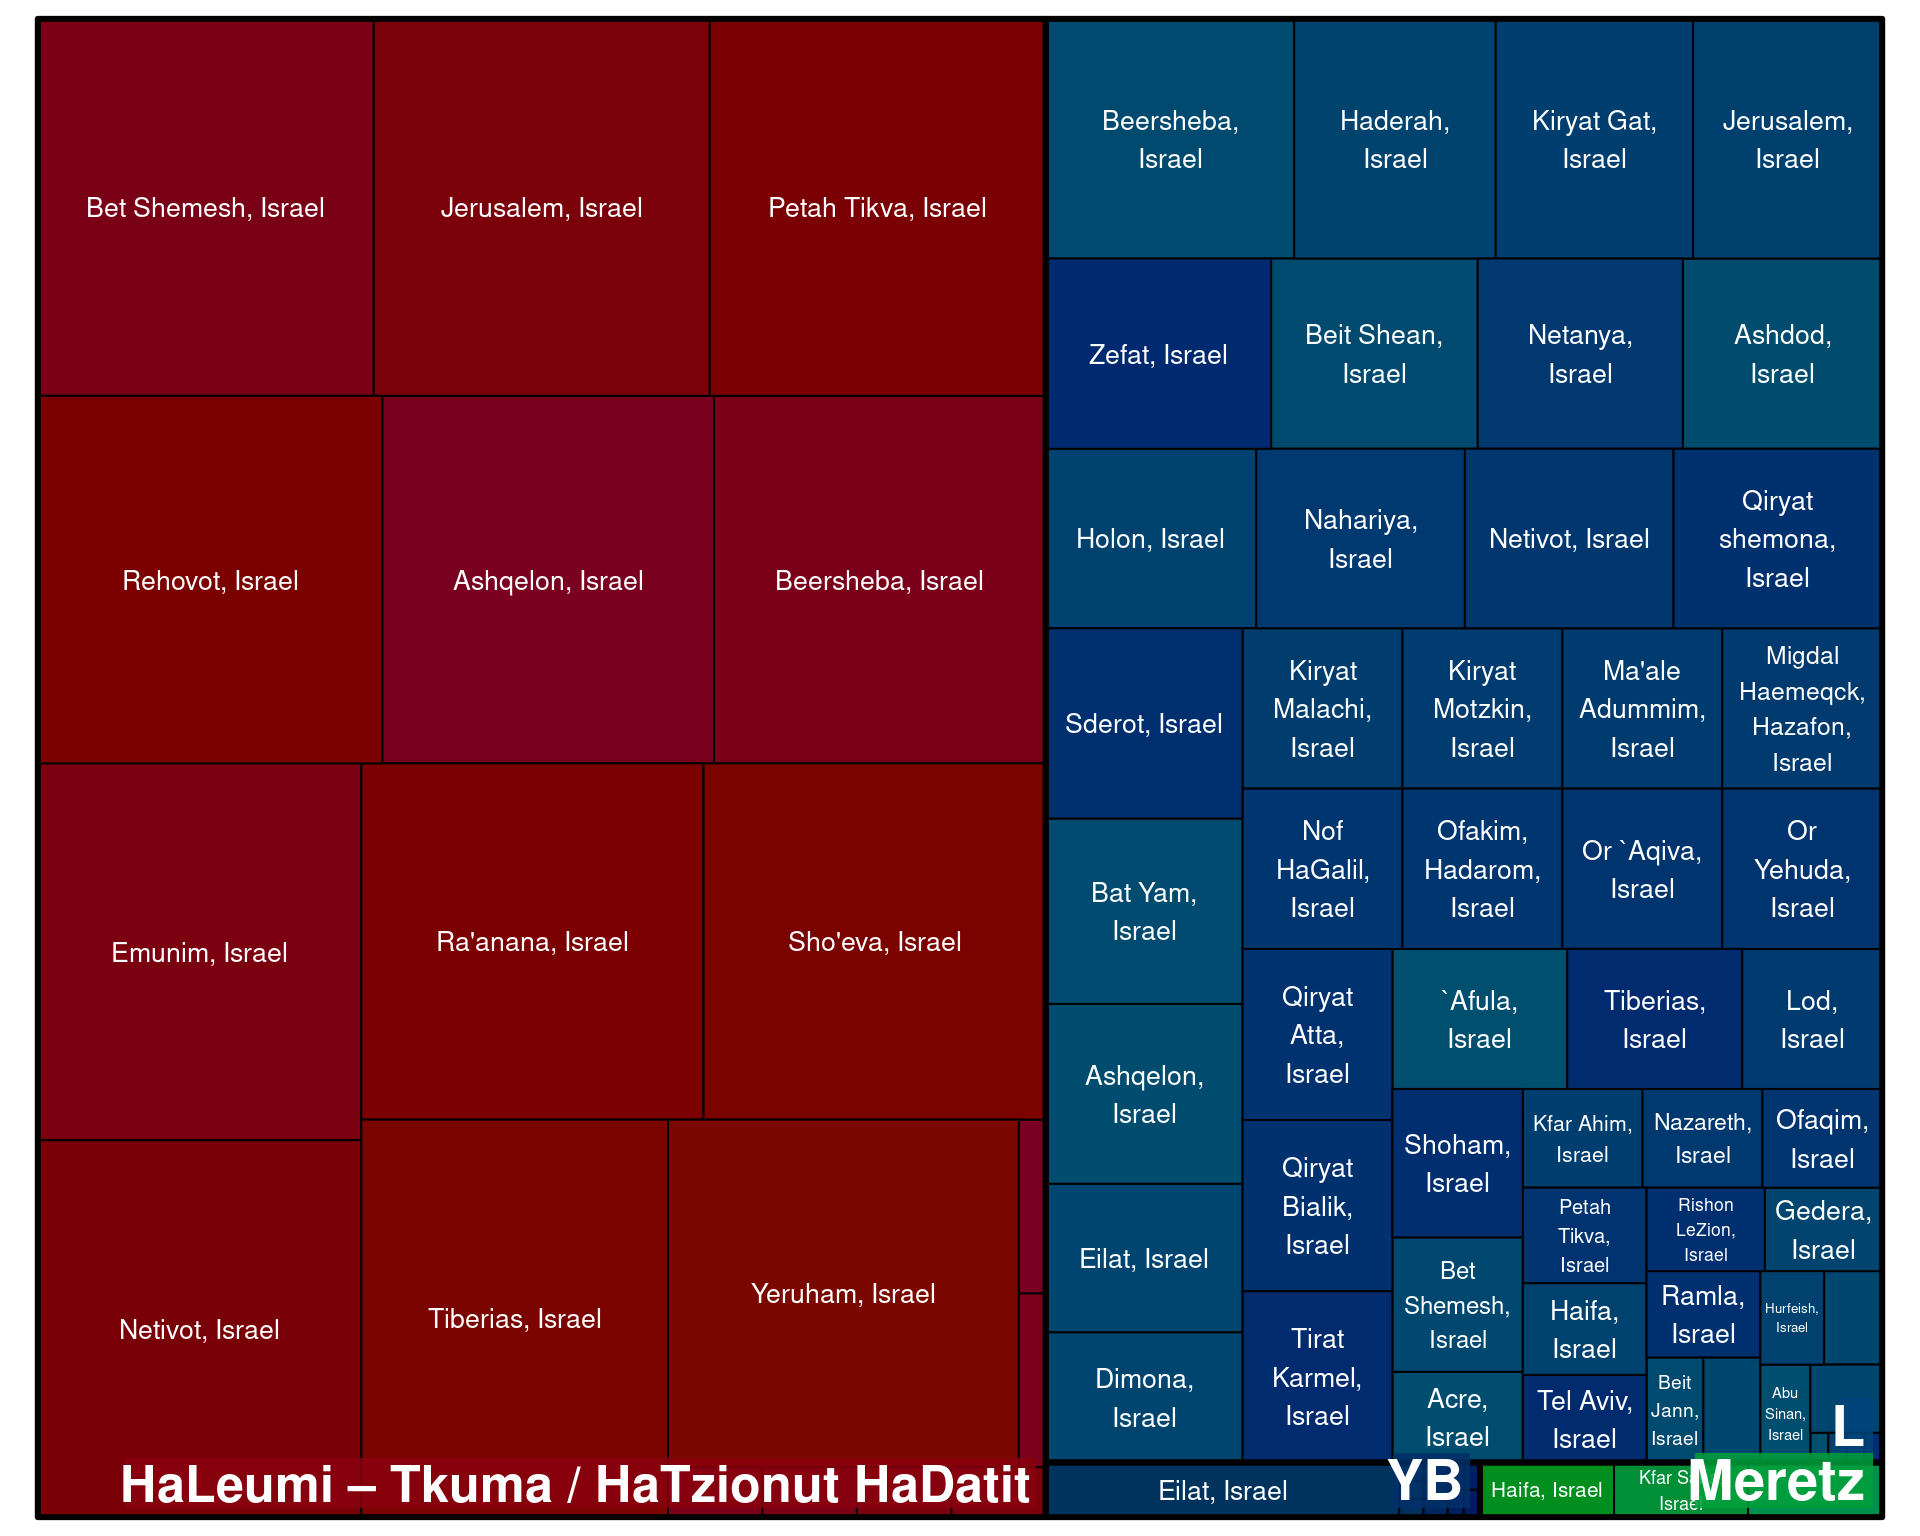 Bet Shemesh, Israel
Jerusalem, Israel
Petah Tikva, Israel
Rehovot, Israel
Ashqelon, Israel
Beersheba, Israel
Emunim, Israel
Ra'anana, Israel
Sho'eva, Israel
Netivot, Israel
Tiberias, Israel
Yeruham, Israel
HaLeumi – Tkuma / HaTzionut HaDatit
Beersheba,
Israel
Haderah,
Israel
Kiryat Gat,
Israel
Jerusalem,
Israel
Zefat, Israel
Beit Shean,
Israel
Netanya,
Israel
Ashdod,
Israel
Holon, Israel
Nahariya,
Israel
Netivot, Israel
Qiryat
shemona,
Israel
Sderot, Israel
Kiryat
Malachi,
Israel
Kiryat
Motzkin,
Israel
Ma'ale
Adummim,
Israel
Migdal
Haemeqck,
Hazafon,
Israel
Nof
HaGalil,
Israel
Ofakim,
Hadarom,
Israel
Or `Aqiva,
Israel
Or
Yehuda,
Israel
Bat Yam,
Israel
Ashqelon,
Israel
Eilat, Israel
Dimona,
Israel
Qiryat
Atta,
Israel
Qiryat
Bialik,
Israel
Tirat
Karmel,
Israel
`Afula,
Israel
Tiberias,
Israel
Lod,
Israel
Shoham,
Israel
Kfar Ahim,
Israel
Nazareth,
Israel
Ofaqim,
Israel
Petah
Tikva,
Israel
Rishon
LeZion,
Israel
Gedera,
Israel
Bet
Shemesh,
Israel
Haifa,
Israel
Ramla,
Israel
Hurfeish,
Israel
Acre,
Israel
Tel Aviv,
Israel
Beit
Jann,
Israel
Abu
Sinan,
Israel
L
Eilat, Israel
YB
Haifa, Israel
Kfar
Israel
Meretz